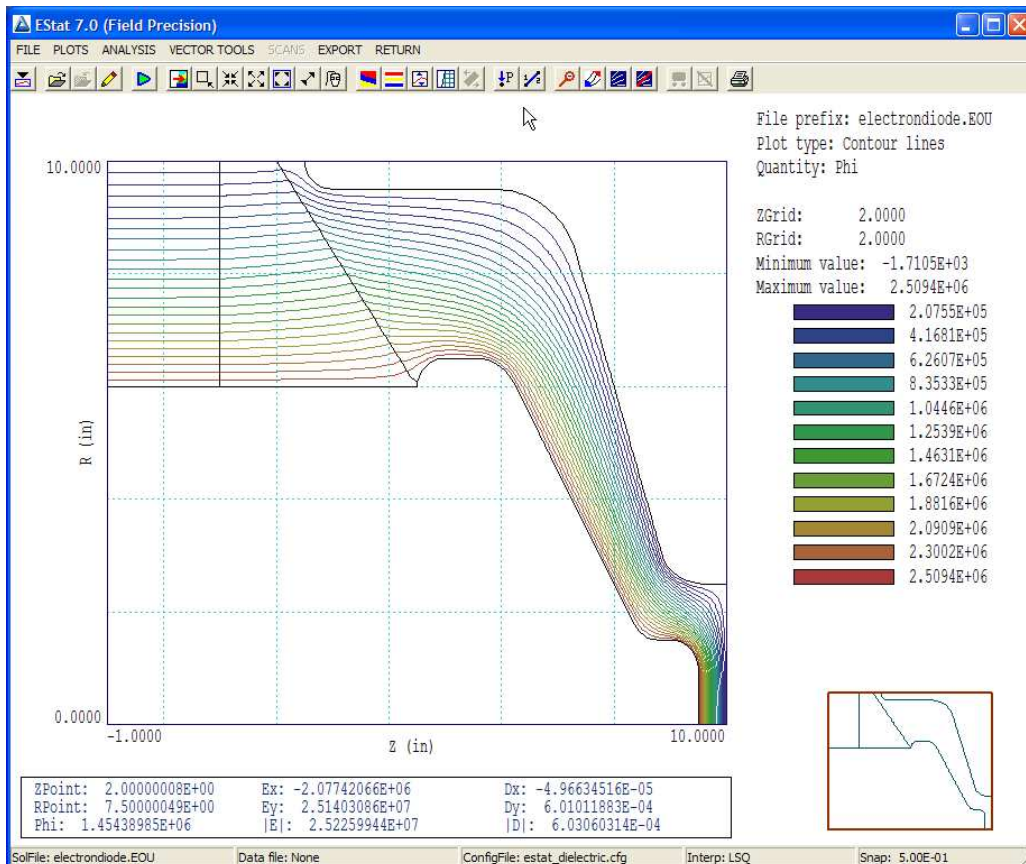 EStat 7.0 (Field Precision)
FILE PLOTS ANALYSIS VECTOR TOOLS SCANS EXPORT RETURN
File prefix: electrondiode.EOU
Plot type: Contour lines
Quantity: Phi
ZGrid: 2.0000
RGrid: 2.0000
Minimum value: -1.7105E+03
Maximum value: 2.5094E+06
2.0755E+05
4.1681E+05
6.2607E+05
8.3533E+05
1.0446E+06
1.2539E+06
1.4631E+06
1.6724E+06
1.8816E+06
2.0909E+06
2.3002E+06
2.5094E+06
10.0000
R (in)
0.0000
-1.0000
Z (in)
10.0000
ZPoint: 2.00000008E+00 Ex: -2.07742066E+06 Dx: -4.96634516E-05
RPoint: 7.50000049E+00 Ey: 2.51403086E+07 Dy: 6.01011883E-04
Phi: 1.45438985E+06 |E|: 2.52259944E+07 |D|: 6.03060314E-04
SolFile: electrondiode.EOU Data file: None ConfigFile: estat_dielectric.cfg Interp: LSQ Snap: 5.00E-01